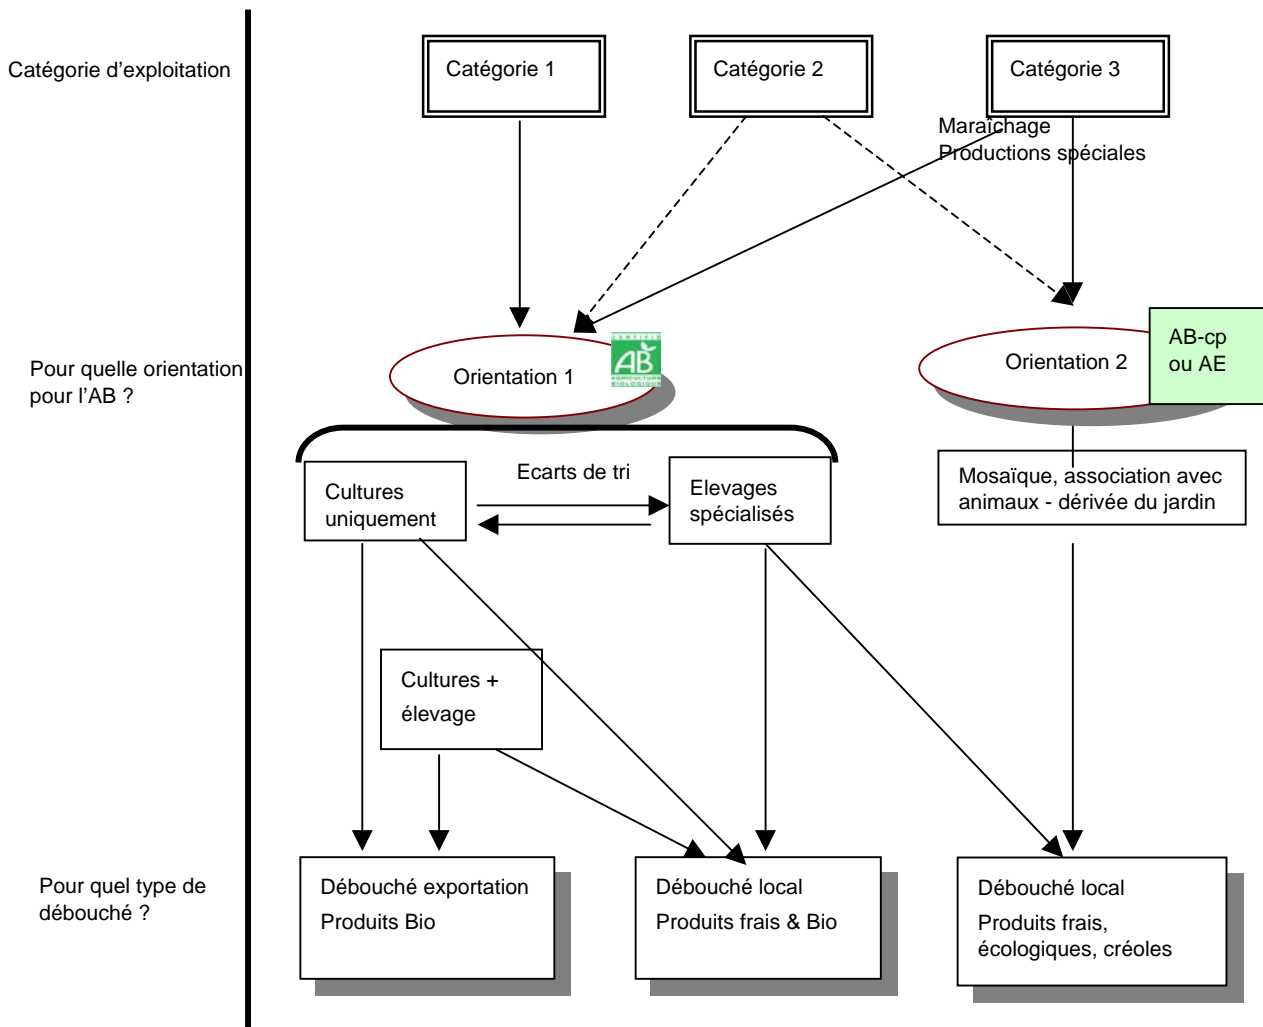 Catégorie d'exploitation
Catégorie 1
Catégorie 2
Catégorie 3
Maraîchage
Productions spéciales
Pour quelle orientation
pour l'AB ?
Orientation 1
CERTIFIÉ
AB
AGRICULTURE
BIOLOGIQUE
Orientation 2
AB-cp
ou AE
Cultures
uniquement
Ecarts de tri
Elevages
spécialisés
Mosaïque, association avec
animaux - dérivée du jardin
Cultures +
élevage
Pour quel type de
débouché ?
Débouché exportation
Produits Bio
Débouché local
Produits frais & Bio
Débouché local
Produits frais,
écologiques, créoles